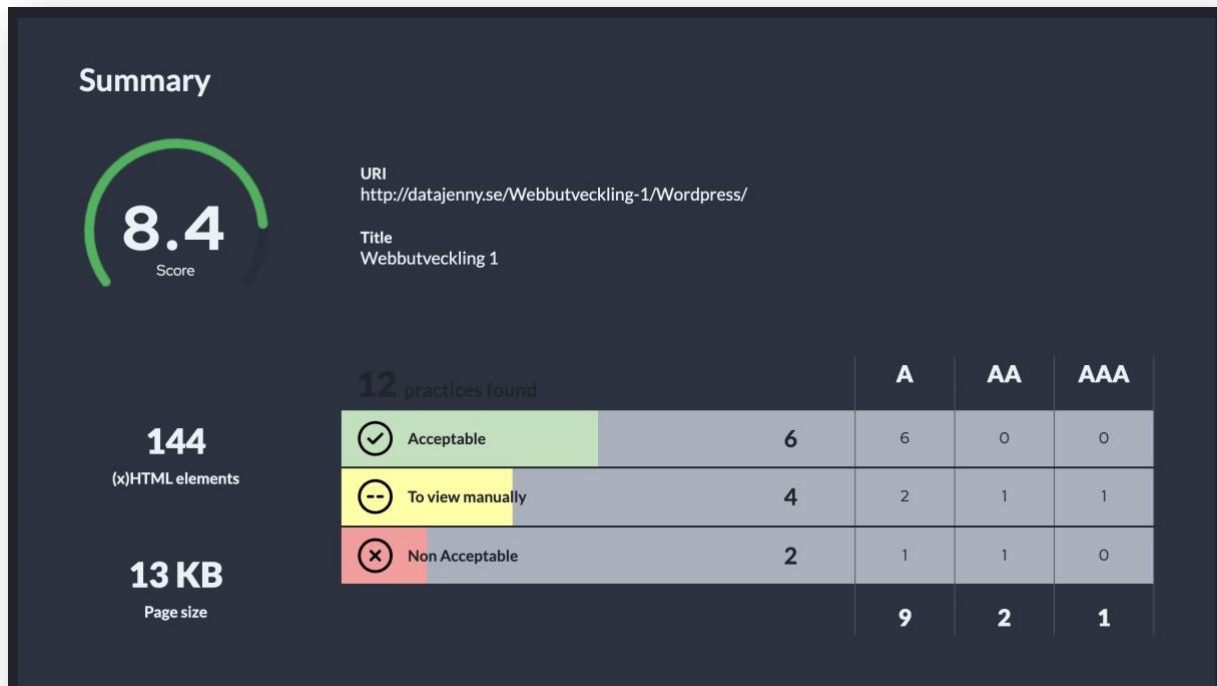 Summary
8.4
Score
URI
http://datajenny.se/Webbutveckling-1/Wordpress/
Title
Webbutveckling 1
144
(x)HTML elements
13 KB
Page size
12 practices found A AA AAA
Acceptable 6 6 0 0
To view manually 4 2 1 1
Non Acceptable 2 1 1 0
9 2 1